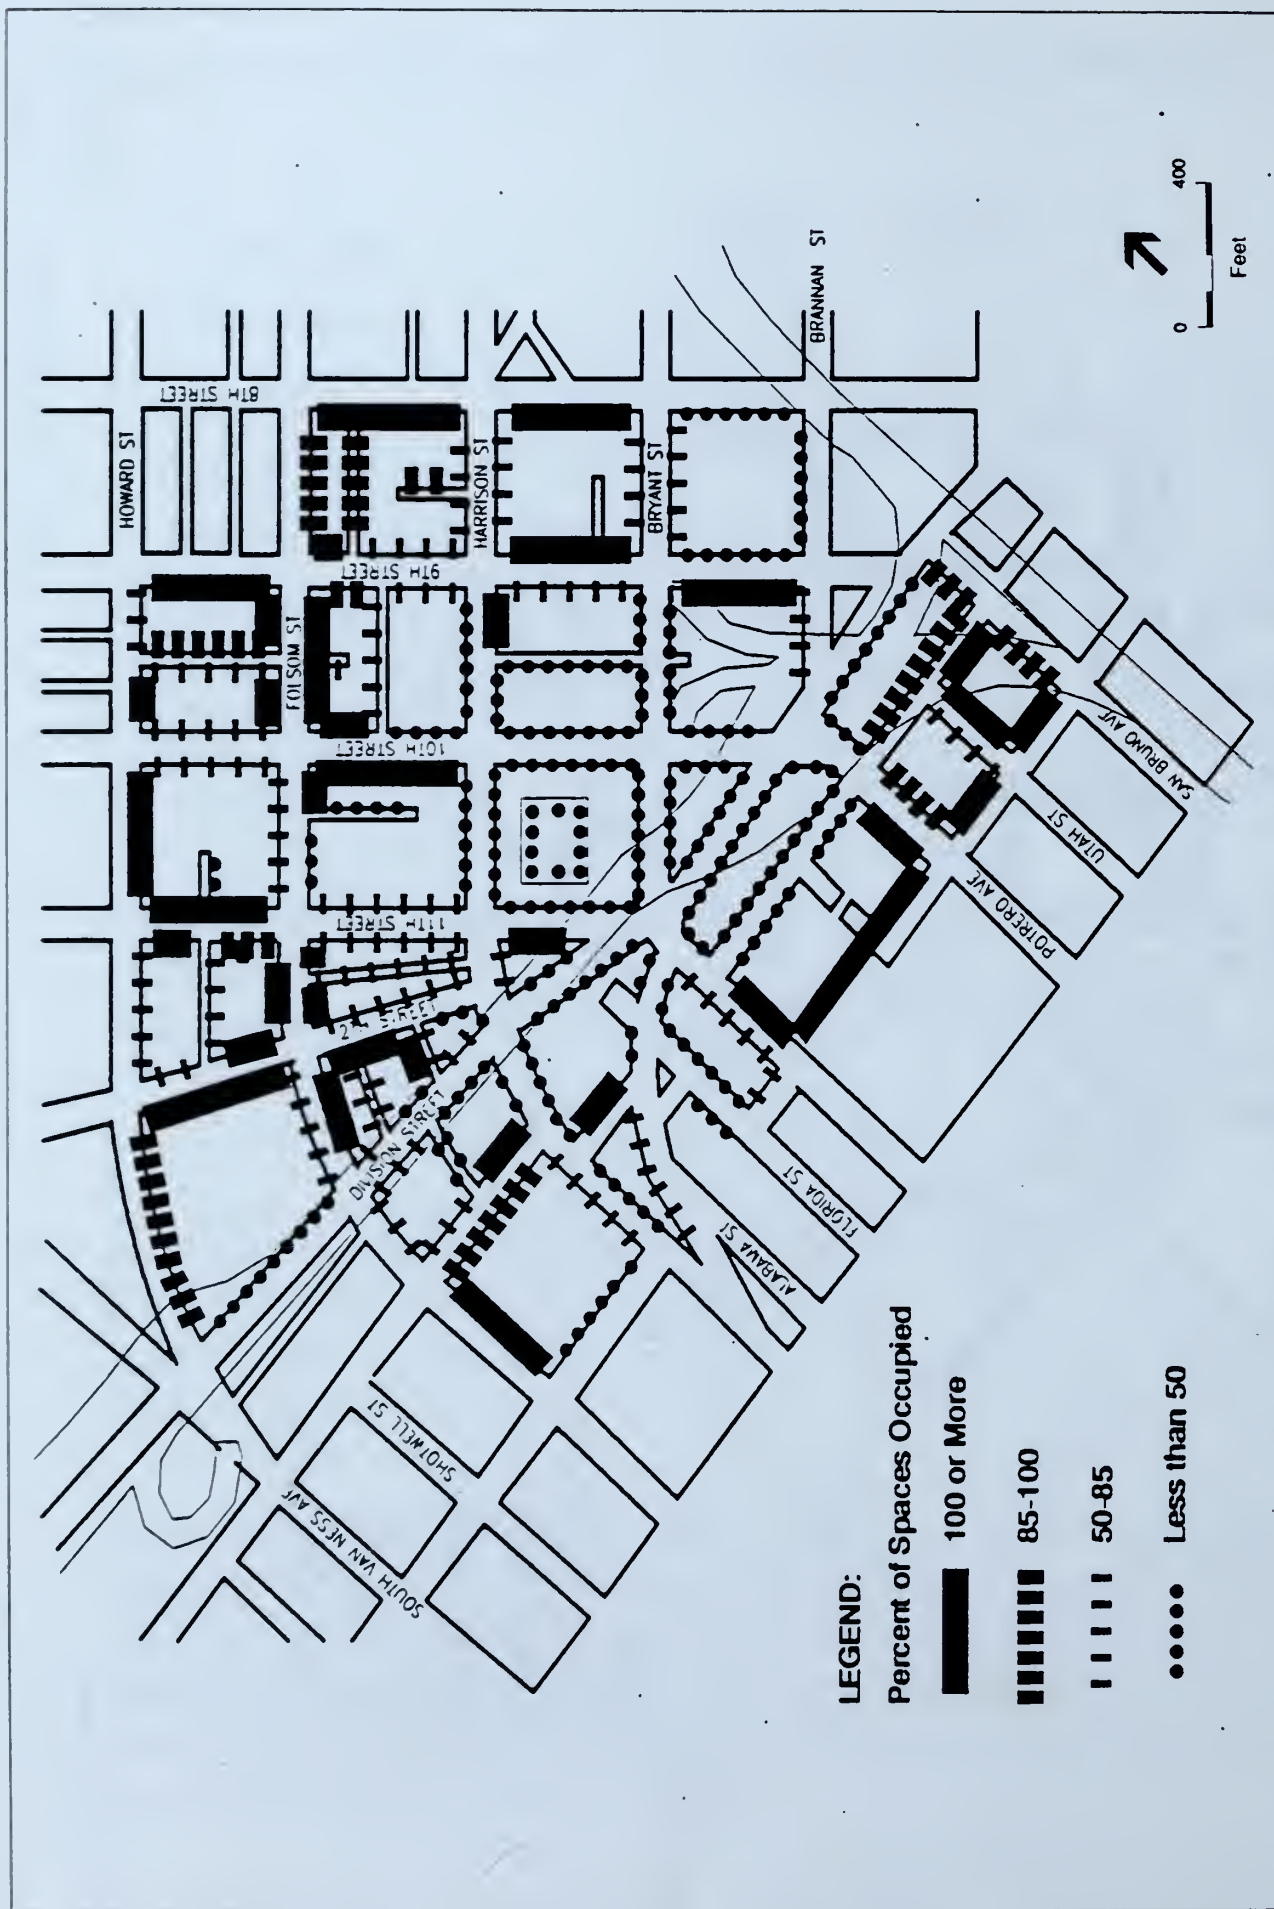 HOWARD ST
8TH STREET
FOLSOM ST
HARRISON ST
9TH STREET
BRYANT ST
BRANNAN ST
10TH STREET
11TH STREET
STREET
DIVISION STREET
SAN BRUNO AVE
UTAH ST
POTRERO AVE
FLORIDA ST
ALABAMA ST
SHOTWELL ST
SOUTH VAN NESS AVE
0 400
Feet
LEGEND:
Percent of Spaces Occupied
100 or More
85-100
50-85
Less than 50